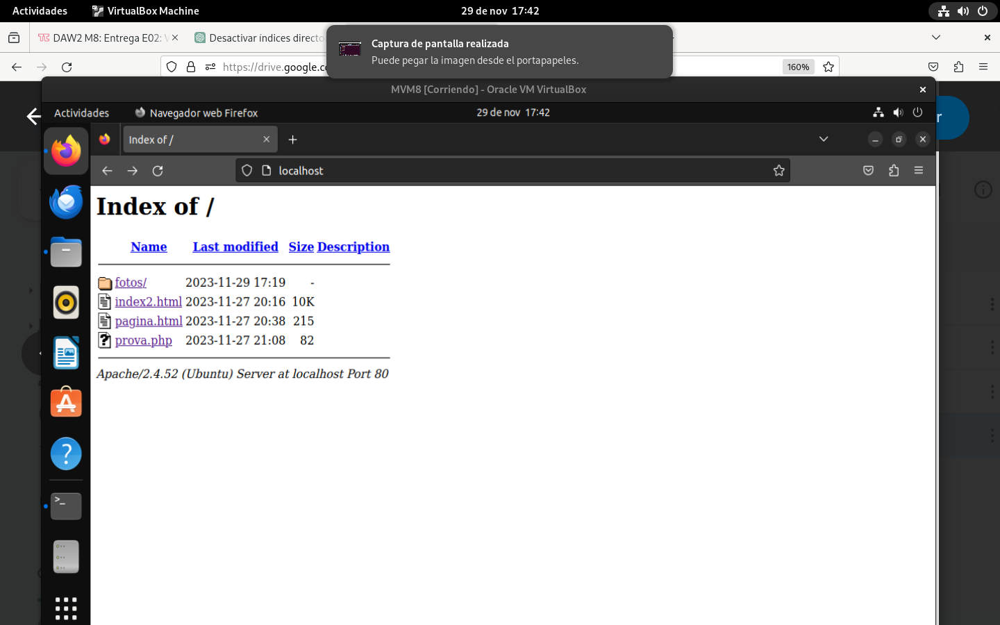 Actividades VirtualBox Machine 29 de nov 17:42
DAW2 M8: Entrega E02: Desactivar índices directo
Captura de pantalla realizada
Puede pegar la imagen desde el portapapeles.
https://drive.google.co 160%
MVM8 [Corriendo] - Oracle VM VirtualBox
Actividades Navegador web Firefox 29 de nov 17:42
r
Index of /
localhost
Index of /
Name Last modified Size Description
fotos/ 2023-11-29 17:19 -
index2.html 2023-11-27 20:16 10K
pagina.html 2023-11-27 20:38 215
prova.php 2023-11-27 21:08 82
Apache/2.4.52 (Ubuntu) Server at localhost Port 80